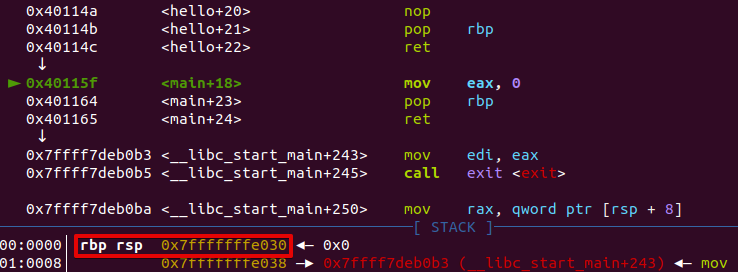 0x40114a <hello+20> nop
0x40114b <hello+21> pop rbp
0x40114c <hello+22> ret
↓
► 0x40115f <main+18> mov eax, 0
0x401164 <main+23> pop rbp
0x401165 <main+24> ret
↓
0x7ffff7deb0b3 <__libc_start_main+243> mov edi, eax
0x7ffff7deb0b5 <__libc_start_main+245> call exit <exit>
0x7ffff7deb0ba <__libc_start_main+250> mov rax, qword ptr [rsp + 8]
[ STACK ]
00:0000│ rbp rsp 0x7fffffffe030 ◂— 0x0
01:0008│ 0x7fffffffe038 —▸ 0x7ffff7deb0b3 (__libc_start_main+243) ◂— mov